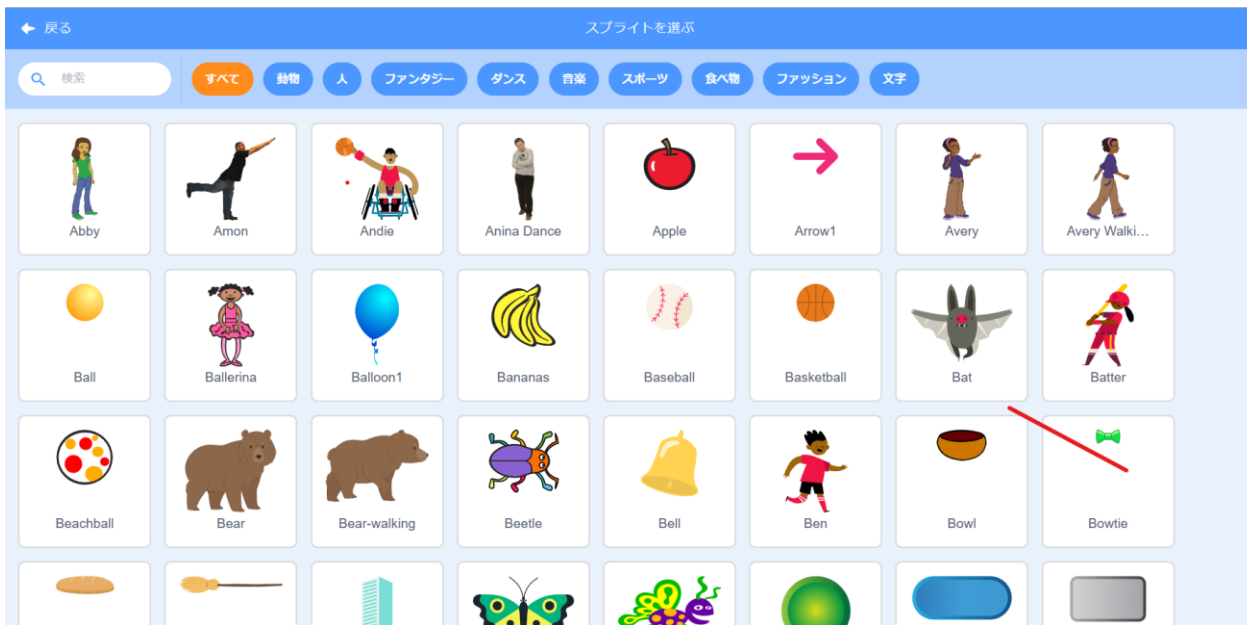 戻る
スプライトを選ぶ
検索
すべて 動物 人 ファンタジー ダンス 音楽 スポーツ 食べ物 ファッション 文字
Abby Amon Andie Anina Dance Apple Arrow1 Avery Avery Walki...
Ball Ballerina Balloon1 Bananas Baseball Basketball Bat Batter
Beachball Bear Bear-walking Beetle Bell Ben Bowl Bowtie